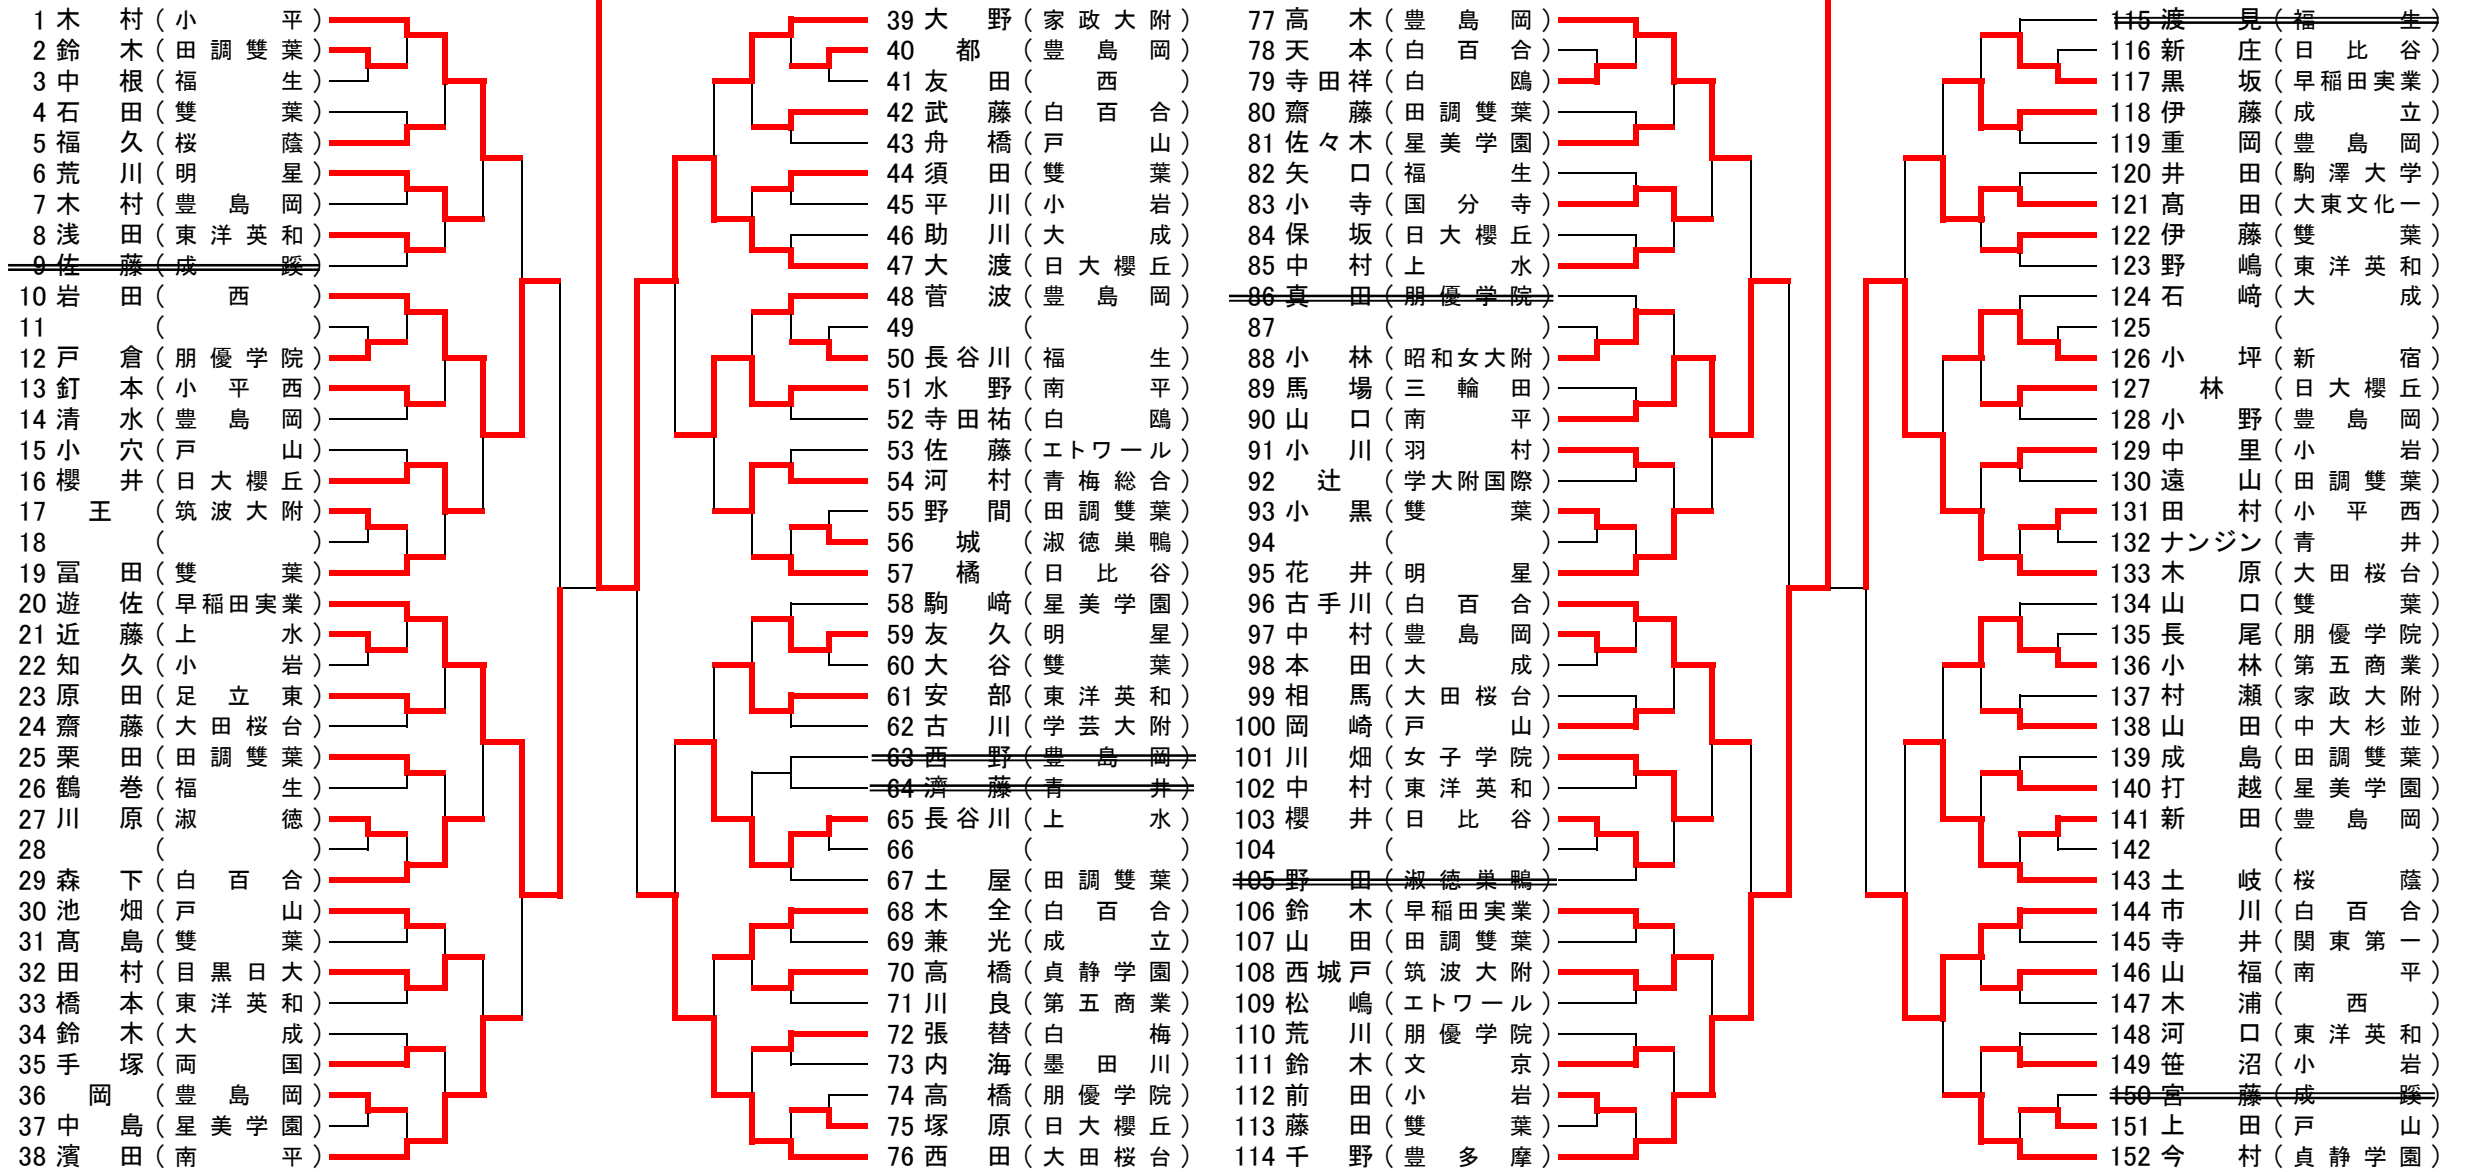 1 木村 (小平)
2 鈴木 (田調雙葉)
3 中根 (福生)
4 石田 (雙葉)
5 福久 (桜蔭)
6 荒川 (明星)
7 木村 (豊島岡)
8 浅田 (東洋英和)
9 佐藤 (成蹊)
10 岩田 (西)
11 ( )
12 戸倉 (朋優学院)
13 釘本 (小平西)
14 清水 (豊島岡)
15 小穴 (戸山)
16 櫻井 (日大櫻丘)
17 王 (筑波大附)
18 ( )
19 冨田 (雙葉)
20 遊佐 (早稲田実業)
21 近藤 (上水)
22 知久 (小岩)
23 原田 (足立東)
24 齋藤 (大田桜台)
25 栗田 (田調雙葉)
26 鶴巻 (福生)
27 川原 (淑徳)
28 ( )
29 森下 (白百合)
30 池畑 (戸山)
31 髙島 (雙葉)
32 田村 (目黒日大)
33 橋本 (東洋英和)
34 鈴木 (大成)
35 手塚 (両国)
36 岡 (豊島岡)
37 中島 (星美学園)
38 濱田 (南平)
39 大野 (家政大附)
40 都 (豊島岡)
41 友田 (西)
42 武藤 (白百合)
43 舟橋 (戸山)
44 須田 (雙葉)
45 平川 (小岩)
46 助川 (大成)
47 大渡 (日大櫻丘)
48 菅波 (豊島岡)
49 ( )
50 長谷川 (福生)
51 水野 (南平)
52 寺田祐 (白鴎)
53 佐藤 (エトワール)
54 河村 (青梅総合)
55 野間 (田調雙葉)
56 城 (淑徳巣鴨)
57 橘 (日比谷)
58 駒﨑 (星美学園)
59 友久 (明星)
60 大谷 (雙葉)
61 安部 (東洋英和)
62 古川 (学芸大附)
63 西野 (豊島岡)
64 濟藤 (青井)
65 長谷川 (上水)
66 ( )
67 土屋 (田調雙葉)
68 木全 (白百合)
69 兼光 (成立)
70 高橋 (貞静学園)
71 川良 (第五商業)
72 張替 (白梅)
73 内海 (墨田川)
74 高橋 (朋優学院)
75 塚原 (日大櫻丘)
76 西田 (大田桜台)
77 高木 (豊島岡)
78 天本 (白百合)
79 寺田祥 (白鴎)
80 齋藤 (田調雙葉)
81 佐々木 (星美学園)
82 矢口 (福生)
83 小寺 (国分寺)
84 保坂 (日大櫻丘)
85 中村 (上水)
86 真田 (朋優学院)
87 ( )
88 小林 (昭和女大附)
89 馬場 (三輪田)
90 山口 (南平)
91 小川 (羽村)
92 辻 (学大附国際)
93 小黒 (雙葉)
94 ( )
95 花井 (明星)
96 古手川 (白百合)
97 中村 (豊島岡)
98 本田 (大成)
99 相馬 (大田桜台)
100 岡崎 (戸山)
101 川畑 (女子学院)
102 中村 (東洋英和)
103 櫻井 (日比谷)
104 ( )
105 野田 (淑徳巣鴨)
106 鈴木 (早稲田実業)
107 山田 (田調雙葉)
108 西城戸 (筑波大附)
109 松嶋 (エトワール)
110 荒川 (朋優学院)
111 鈴木 (文京)
112 前田 (小岩)
113 藤田 (雙葉)
114 千野 (豊多摩)
115 渡見 (福生)
116 新庄 (日比谷)
117 黒坂 (早稲田実業)
118 伊藤 (成立)
119 重岡 (豊島岡)
120 井田 (駒澤大学)
121 髙田 (大東文化一)
122 伊藤 (雙葉)
123 野嶋 (東洋英和)
124 石﨑 (大成)
125 ( )
126 小坪 (新宿)
127 林 (日大櫻丘)
128 小野 (豊島岡)
129 中里 (小岩)
130 遠山 (田調雙葉)
131 田村 (小平西)
132 ナンジン (青井)
133 木原 (大田桜台)
134 山口 (雙葉)
135 長尾 (朋優学院)
136 小林 (第五商業)
137 村瀬 (家政大附)
138 山田 (中大杉並)
139 成島 (田調雙葉)
140 打越 (星美学園)
141 新田 (豊島岡)
142 ( )
143 土岐 (桜蔭)
144 市川 (白百合)
145 寺井 (関東第一)
146 山福 (南平)
147 木浦 (西)
148 河口 (東洋英和)
149 笹沼 (小岩)
150 宮藤 (成蹊)
151 上田 (戸山)
152 今村 (貞静学園)